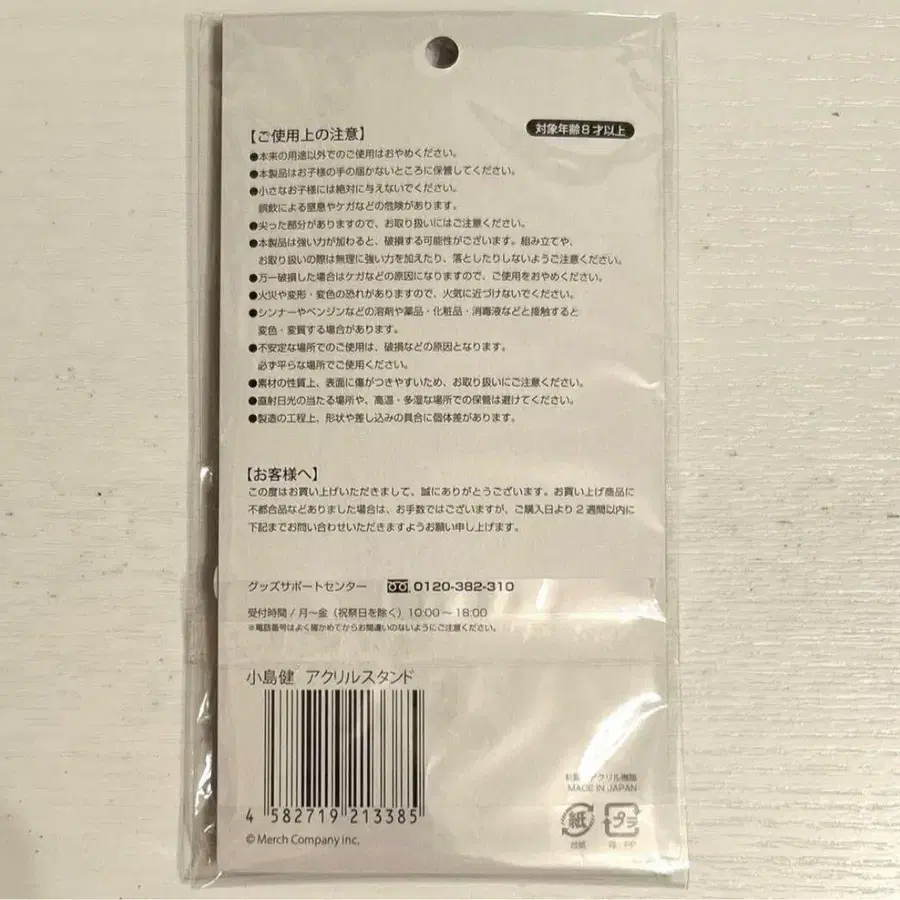 【ご使用上の注意】
対象年齢8才以上
●本来の用途以外でのご使用はおやめください。
●本製品はお子様の手の届かないところに保管してください。
●小さなお子様には絶対に与えないでください。
誤飲による窒息やケガなどの危険があります。
●尖った部分がありますので、お取り扱いにはご注意ください。
●本製品は強い力が加わると、破損する可能性がございます。組み立てや、
お取り扱いの際は無理に強い力を加えたり、落としたりしないようご注意ください。
●万一破損した場合はケガなどの原因になりますので、ご使用をおやめください。
●火災や変形・変色の恐れがありますので、火気に近づけないでください。
●シンナーやベンジンなどの溶剤や薬品・化粧品・消毒液などと接触すると
変色・変質する場合があります。
●不安定な場所でのご使用は、破損などの原因となります。
必ず平らな場所でご使用ください。
●素材の性質上、表面に傷がつきやすいため、お取り扱いにご注意ください。
●直射日光の当たる場所や、高温・多湿な場所での保管は避けてください。
●製造の工程上、形状や差し込みの具合に個体差があります。
【お客様へ】
この度はお買い上げいただきまして、誠にありがとうございます。お買い上げ商品に
不都合品などありました場合は、お手数ではございますが、ご購入日より2週間以内に
下記までお問い合わせいただきますようお願い申し上げます。
グッズサポートセンター 0120-382-310
受付時間 / 月〜金（祝祭日を除く）10:00〜18:00
※電話番号はよく確かめてからお間違いのないようにご注意ください。
小島健 アクリルスタンド
4 582719 213385
© Merch Company inc.
アクリル樹脂
MADE IN JAPAN
紙 プラ
台紙 PP